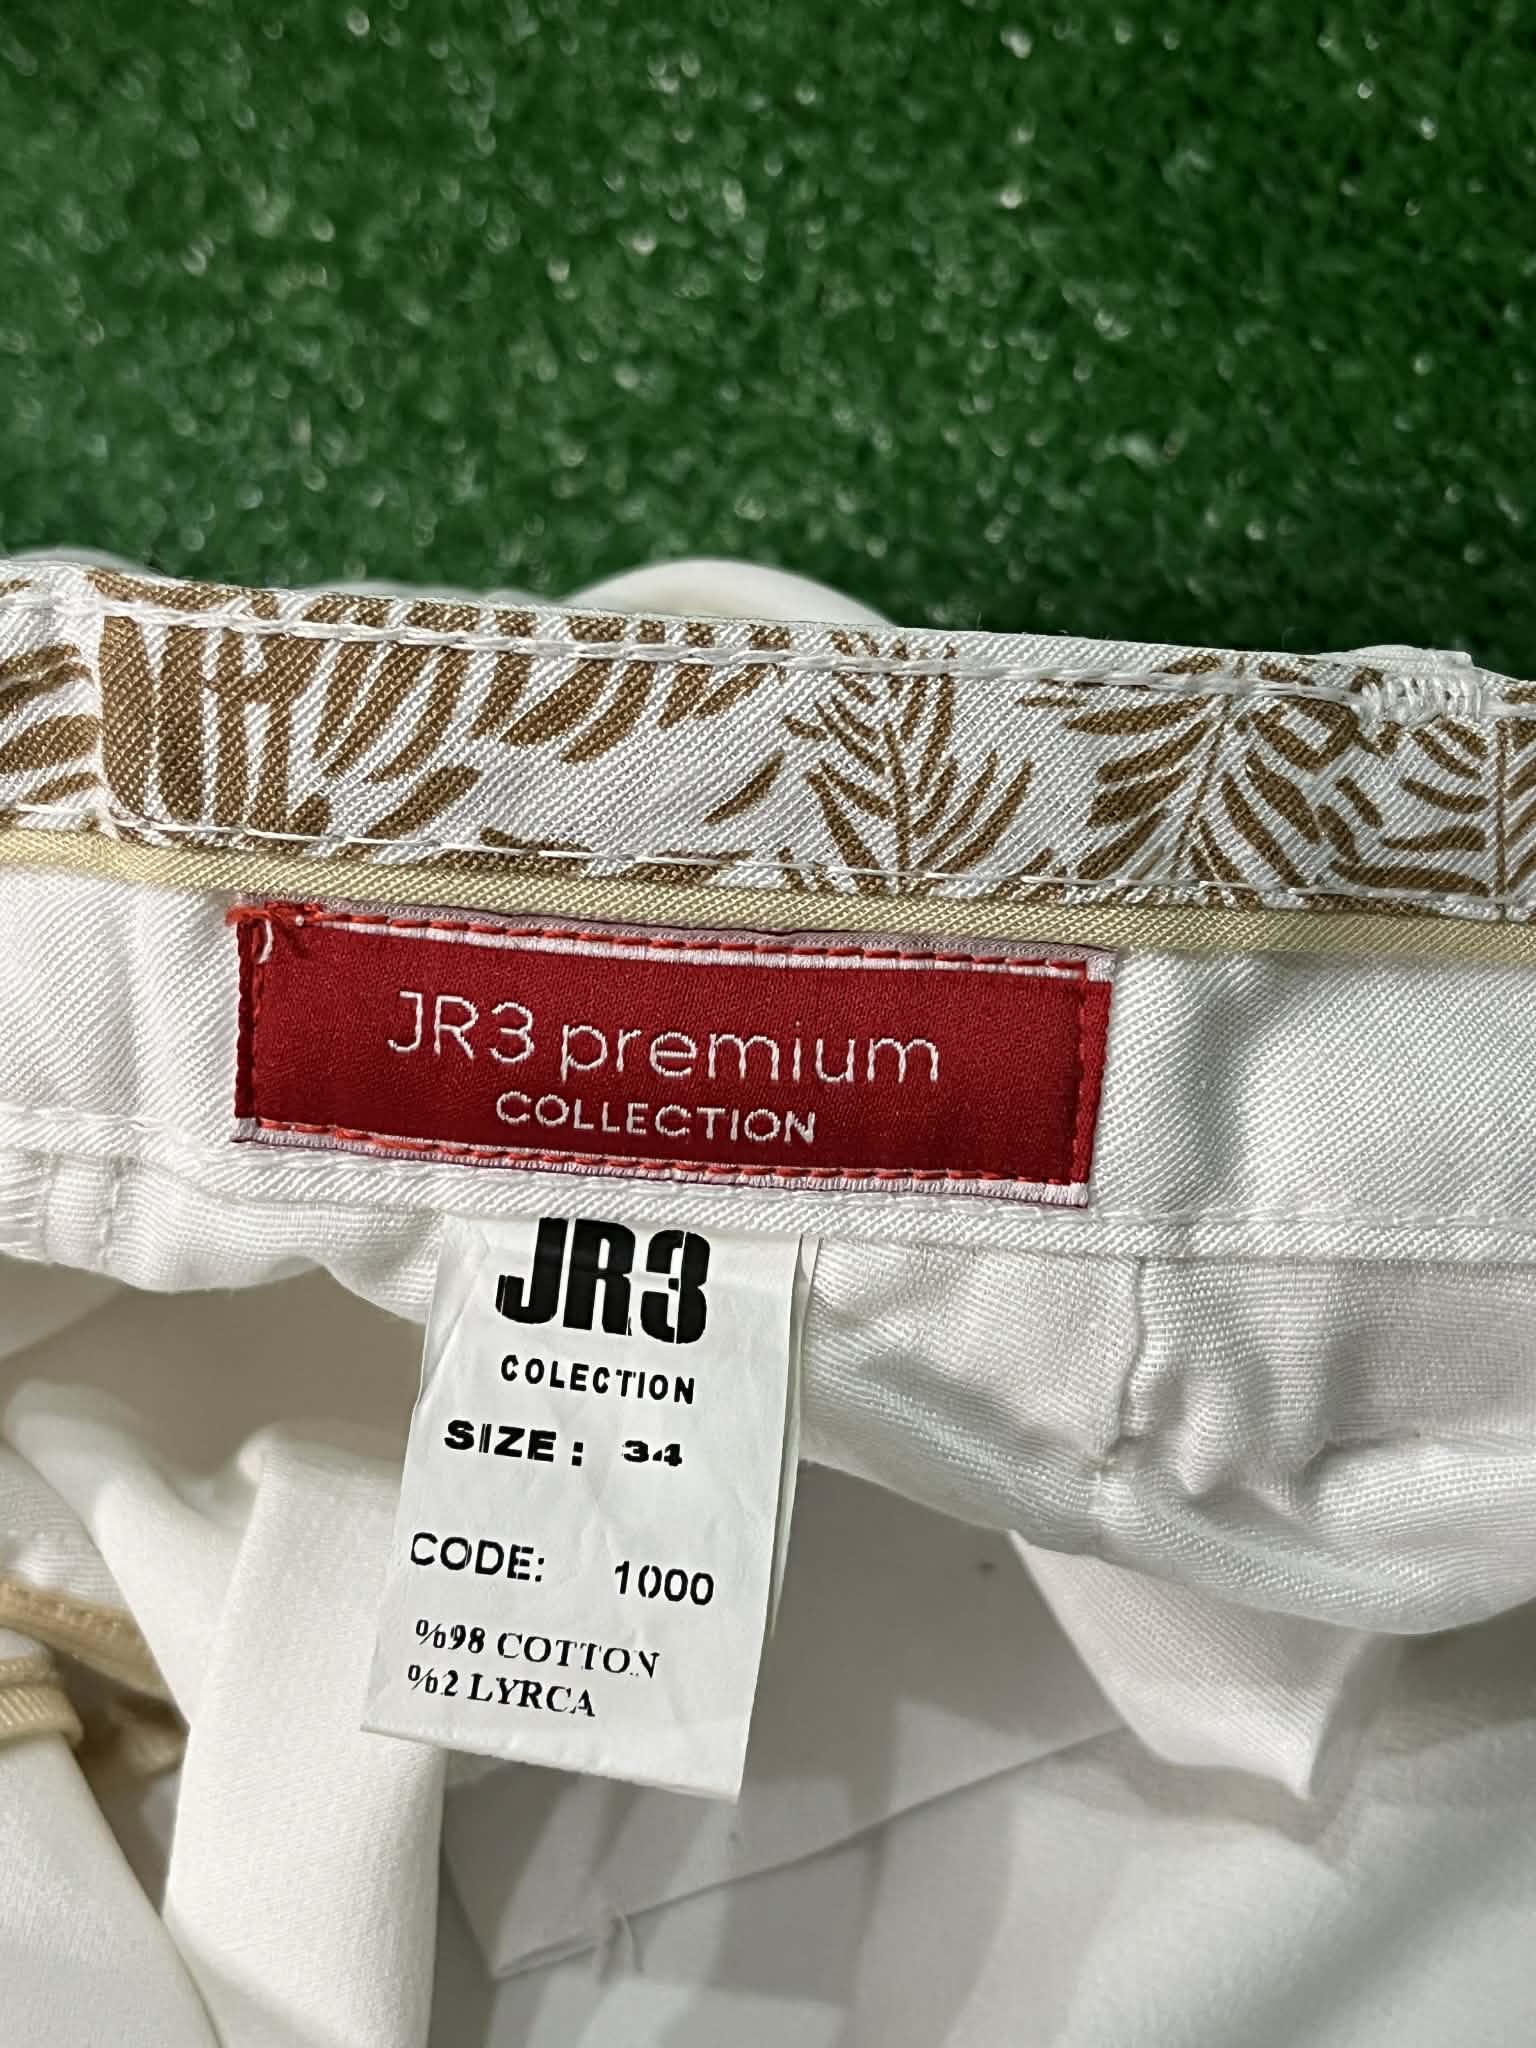 JR3 premium
COLLECTION
JR3
COLECTION
SIZE: 34
CODE: 1000
%98 COTTON
%2 LYRCA